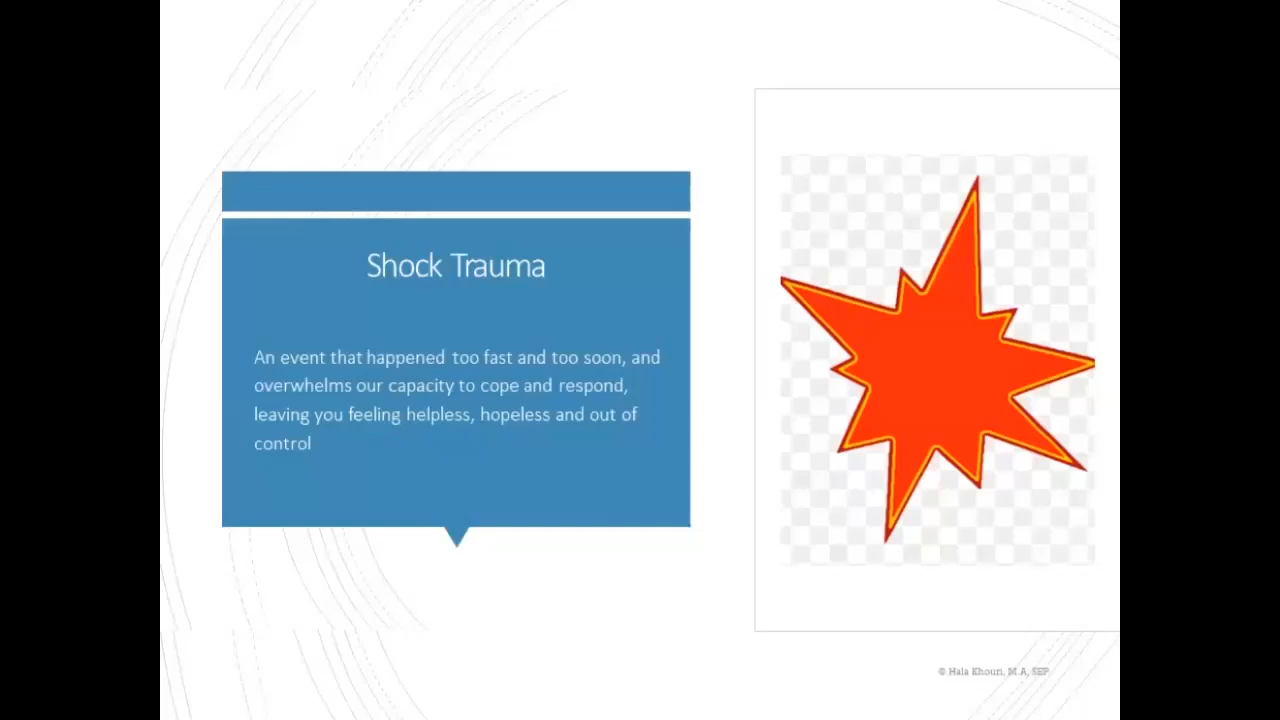 Shock Trauma
An event that happened too fast and too soon, and
overwhelms our capacity to cope and respond,
leaving you feeling helpless, hopeless and out of
control
© Hala Khouri, M.A, SEP